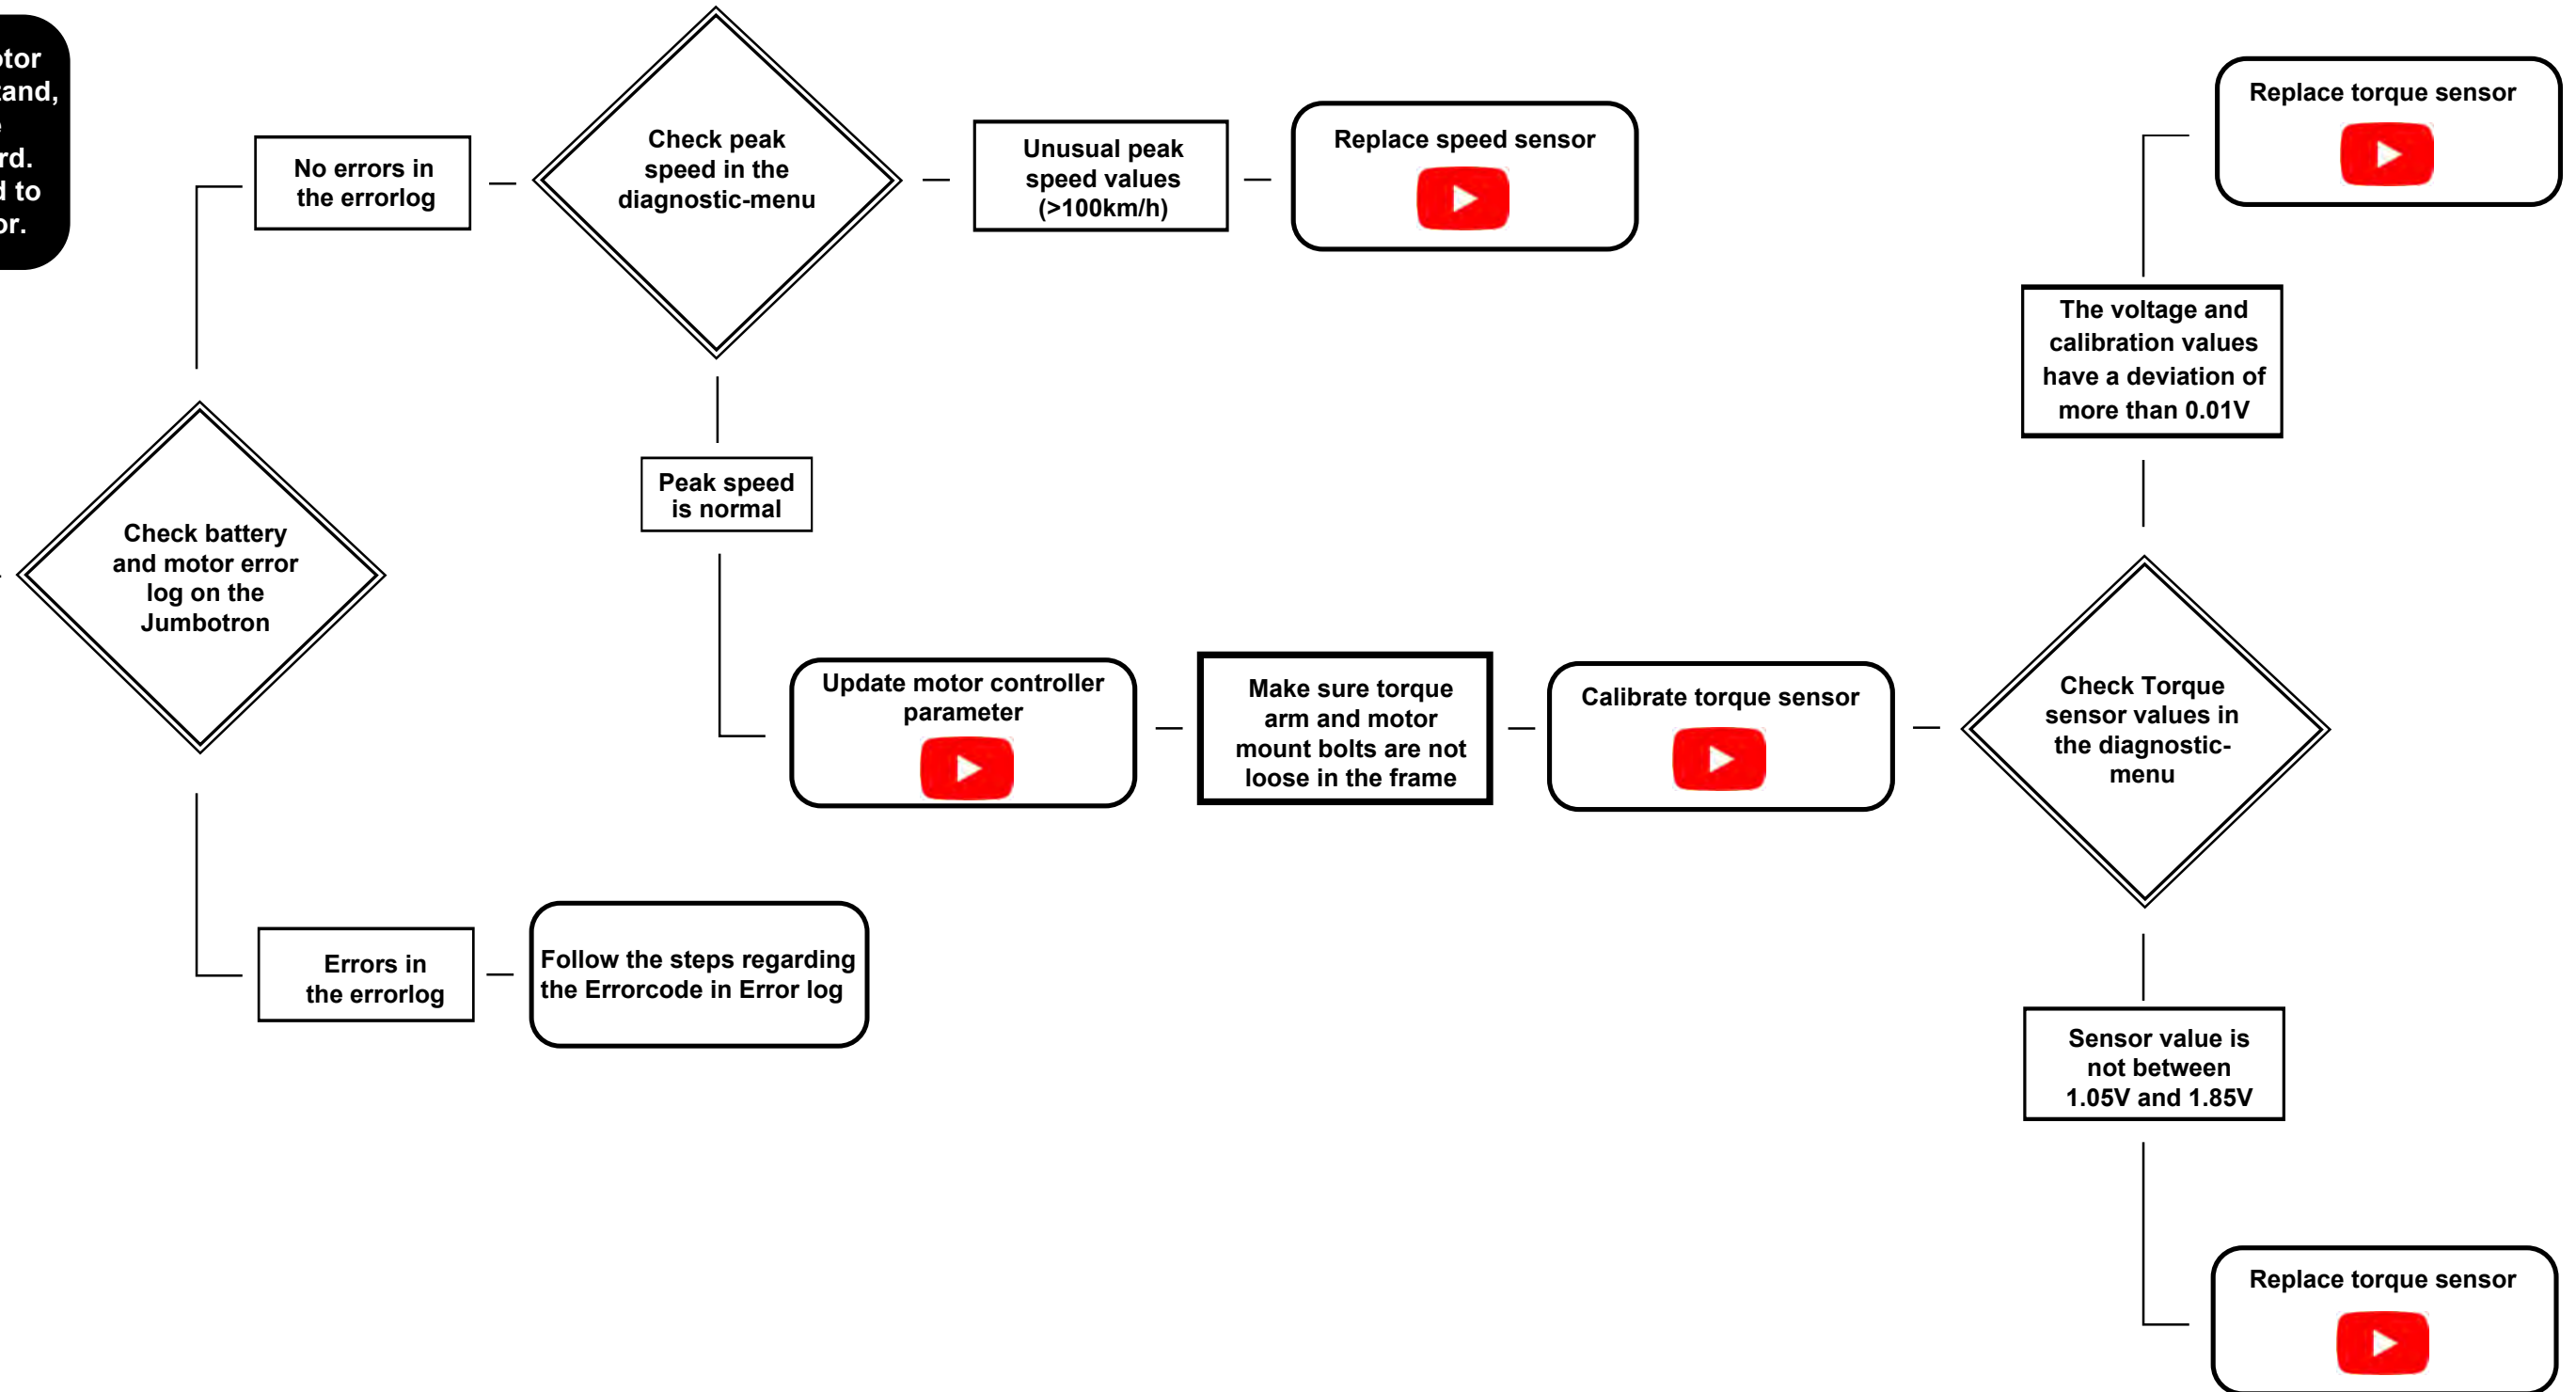 tand,
rd.
d to
or.
No errors in
the errorlog
Check peak
speed in the
diagnostic-menu
Unusual peak
speed values
(>100km/h)
Replace speed sensor
Replace torque sensor
The voltage and
calibration values
have a deviation of
more than 0.01V
Peak speed
is normal
Check battery
and motor error
log on the
Jumbotron
Update motor controller
parameter
Make sure torque
arm and motor
mount bolts are not
loose in the frame
Calibrate torque sensor
Check Torque
sensor values in
the diagnostic-
menu
Errors in
the errorlog
Follow the steps regarding
the Errorcode in Error log
Sensor value is
not between
1.05V and 1.85V
Replace torque sensor